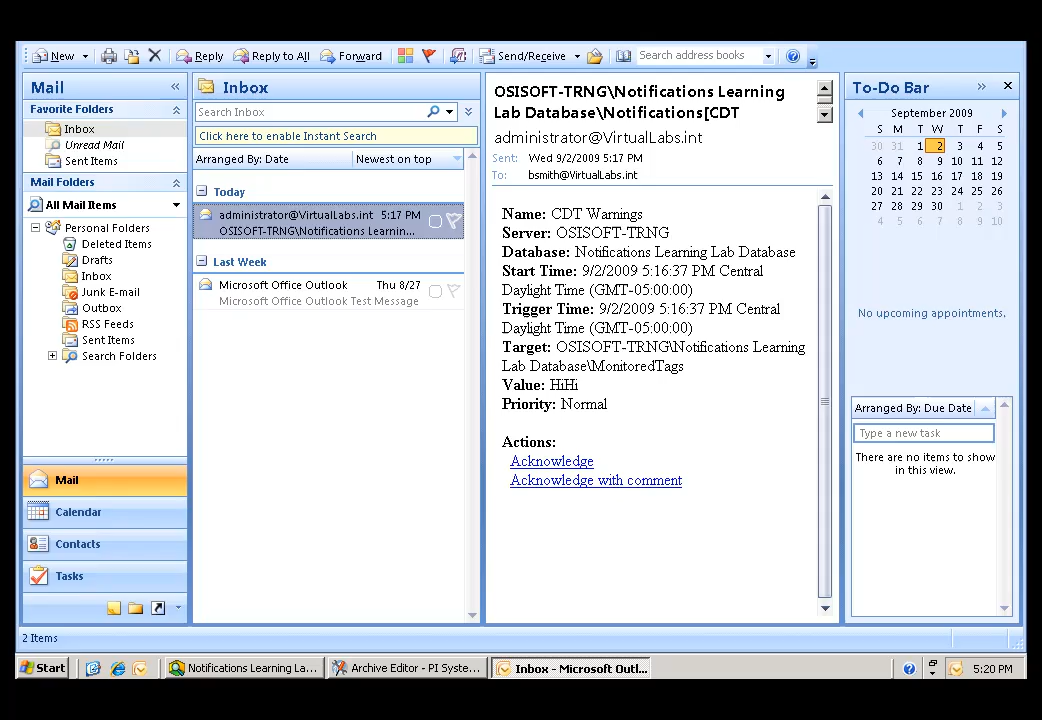 New Reply Reply to All Forward Send/Receive Search address books
Mail
Favorite Folders
Inbox
Unread Mail
Sent Items
Mail Folders
All Mail Items
Personal Folders
Deleted Items
Drafts
Inbox
Junk E-mail
Outbox
RSS Feeds
Sent Items
Search Folders
Mail
Calendar
Contacts
Tasks
Inbox
Search Inbox
Click here to enable Instant Search
Arranged By: Date Newest on top
Today
administrator@VirtualLabs.int 5:17 PM
OSISOFT-TRNG\Notifications Learnin...
Last Week
Microsoft Office Outlook Thu 8/27
Microsoft Office Outlook Test Message
OSISOFT-TRNG\Notifications Learning
Lab Database\Notifications[CDT
administrator@VirtualLabs.int
Sent: Wed 9/2/2009 5:17 PM
To: bsmith@VirtualLabs.int
Name: CDT Warnings
Server: OSISOFT-TRNG
Database: Notifications Learning Lab Database
Start Time: 9/2/2009 5:16:37 PM Central
Daylight Time (GMT-05:00:00)
Trigger Time: 9/2/2009 5:16:37 PM Central
Daylight Time (GMT-05:00:00)
Target: OSISOFT-TRNG\Notifications Learning
Lab Database\MonitoredTags
Value: HiHi
Priority: Normal
Actions:
Acknowledge
Acknowledge with comment
To-Do Bar
September 2009
S M T W T F S
30 31 1 2 3 4 5
6 7 8 9 10 11 12
13 14 15 16 17 18 19
20 21 22 23 24 25 26
27 28 29 30 1 2 3
4 5 6 7 8 9 10
No upcoming appointments.
Arranged By: Due Date
Type a new task
There are no items to show
in this view.
2 Items
Start Notifications Learning La... Archive Editor - PI Syste... Inbox - Microsoft Outl... 5:20 PM